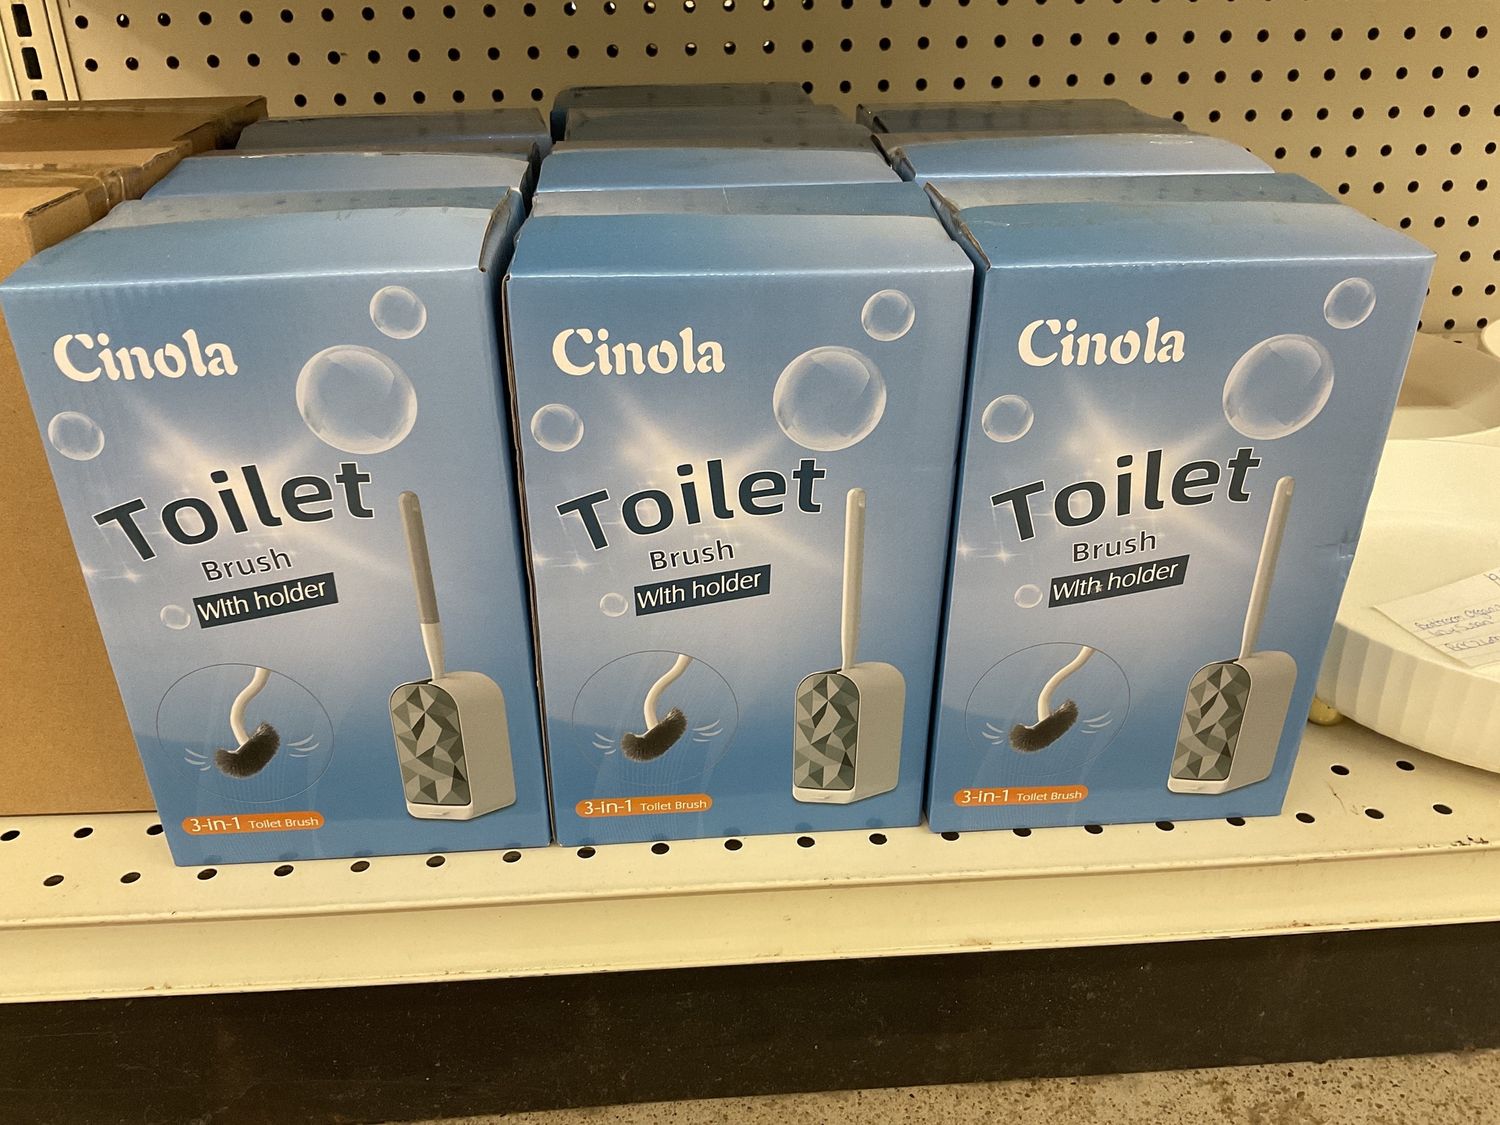 Cinola
Toilet
Brush
WIth holder
3-in-1 Toilet Brush
Cinola
Toilet
Brush
WIth holder
3-in-1 Toilet Brush
Cinola
Toilet
Brush
WIth holder
3-in-1 Toilet Brush